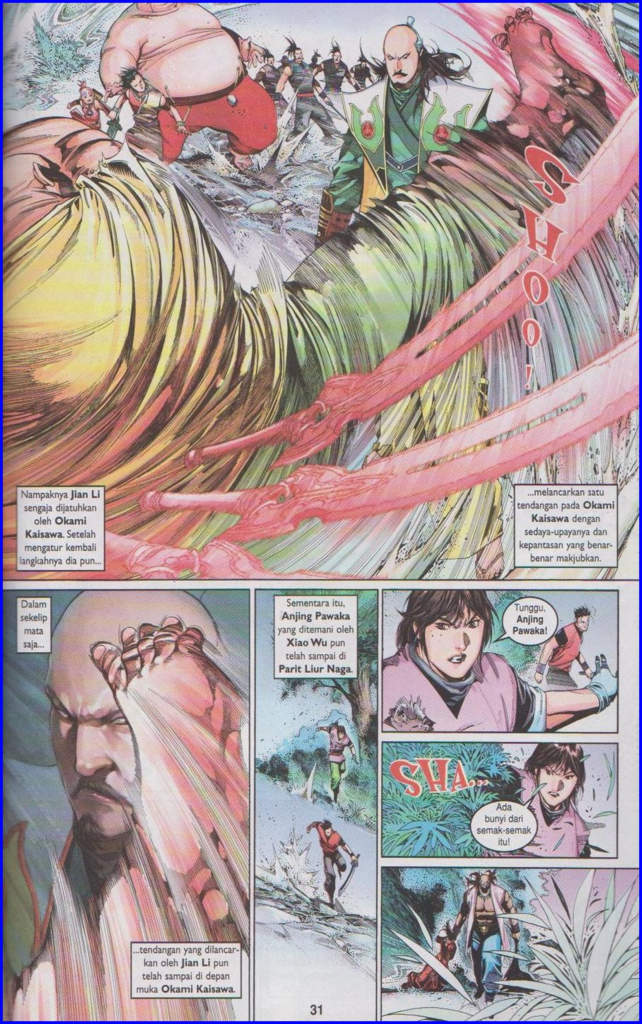 SHOO!
Nampaknya Jian Li
sengaja dijatuhkan
oleh Okami
Kaisawa. Setelah
mengatur kembali
langkahnya dia pun...
...melancarkan satu
tendangan pada Okami
Kaisawa dengan
sedaya-upayanya dan
kepantasan yang benar-
benar makjubkan.
Dalam
sekelip
mata
saja...
...tendangan yang dilancar-
kan oleh Jian Li pun
telah sampai di depan
muka Okami Kaisawa.
Sementara itu,
Anjing Pawaka
yang ditemani oleh
Xiao Wu pun
telah sampai di
Parit Liur Naga.
Tunggu,
Anjing
Pawaka!
SHA...
Ada
bunyi dari
semak-semak
itu!
31